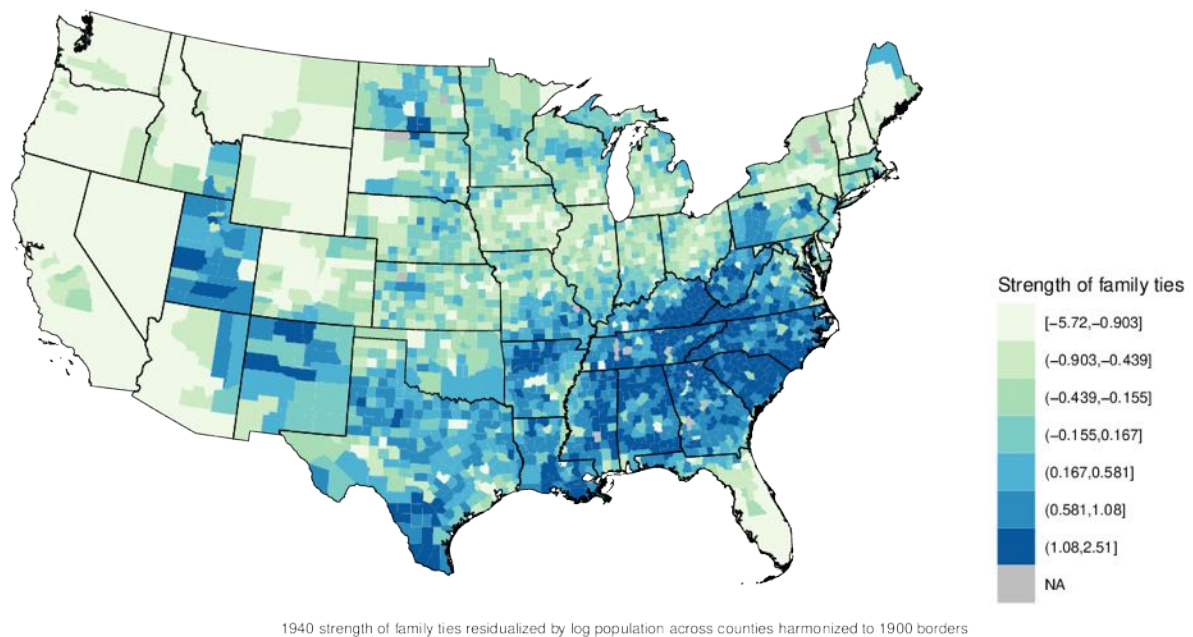 Strength of family ties
[−5.72,−0.903]
(−0.903,−0.439]
(−0.439,−0.155]
(−0.155,0.167]
(0.167,0.581]
(0.581,1.08]
(1.08,2.51]
NA
1940 strength of family ties residualized by log population across counties harmonized to 1900 borders